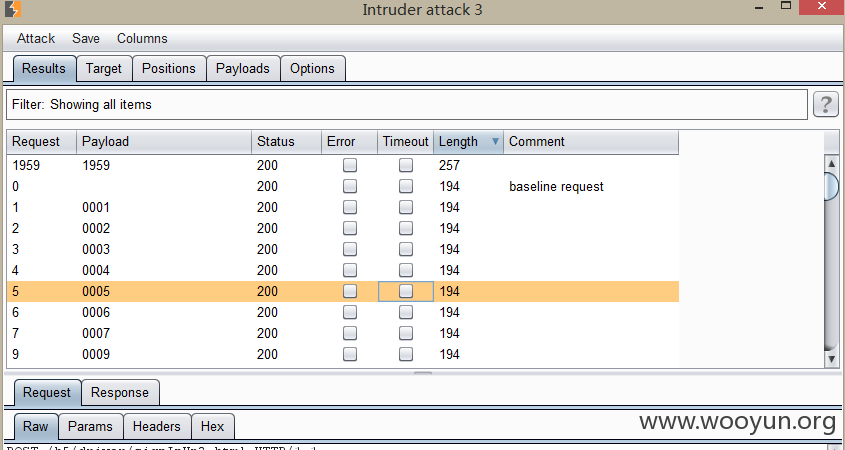 Intruder attack 3
Attack Save Columns
Results Target Positions Payloads Options
Filter: Showing all items ?
Request Payload Status Error Timeout Length Comment
1959 1959 200 257
0 200 194 baseline request
1 0001 200 194
2 0002 200 194
3 0003 200 194
4 0004 200 194
5 0005 200 194
6 0006 200 194
7 0007 200 194
9 0009 200 194
Request Response
Raw Params Headers Hex
www.wooyun.org
POST